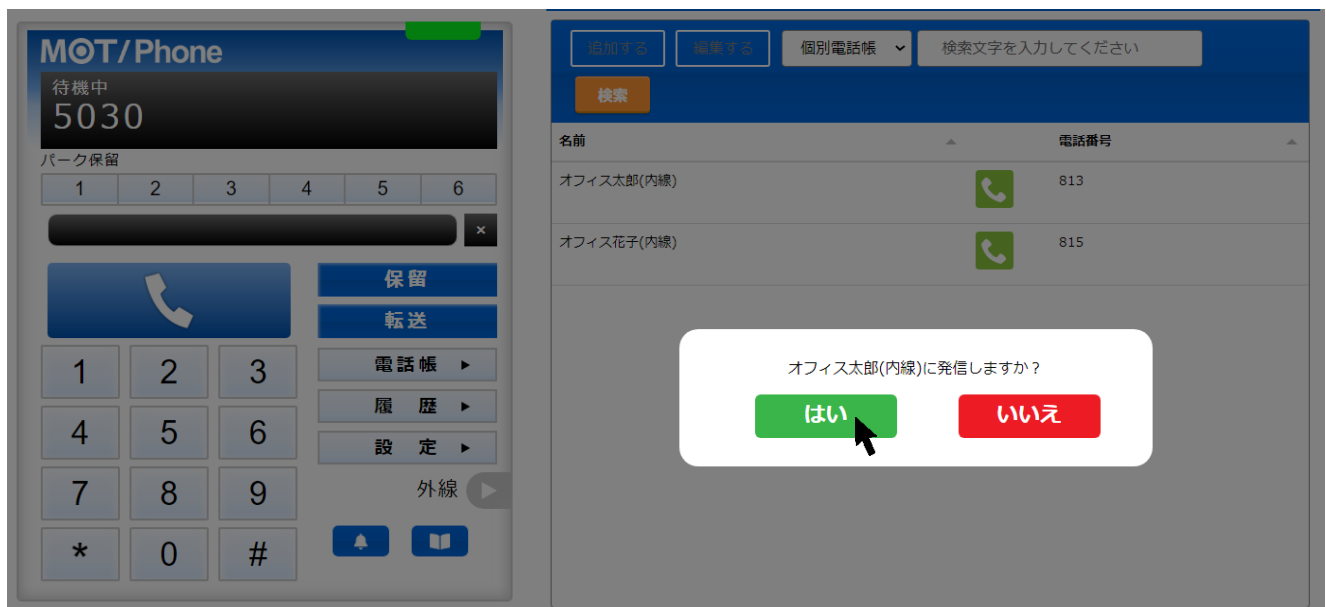 MOT/Phone
待機中
5030
パーク保留
1 2 3 4 5 6
×
保留
転送
電話帳 ▶
履 歴 ▶
設 定 ▶
外線
1 2 3
4 5 6
7 8 9
* 0 #
追加する 編集する 個別電話帳 検索文字を入力してください
検索
名前 電話番号
オフィス太郎(内線) 813
オフィス花子(内線) 815
オフィス太郎(内線)に発信しますか？
はい いいえ